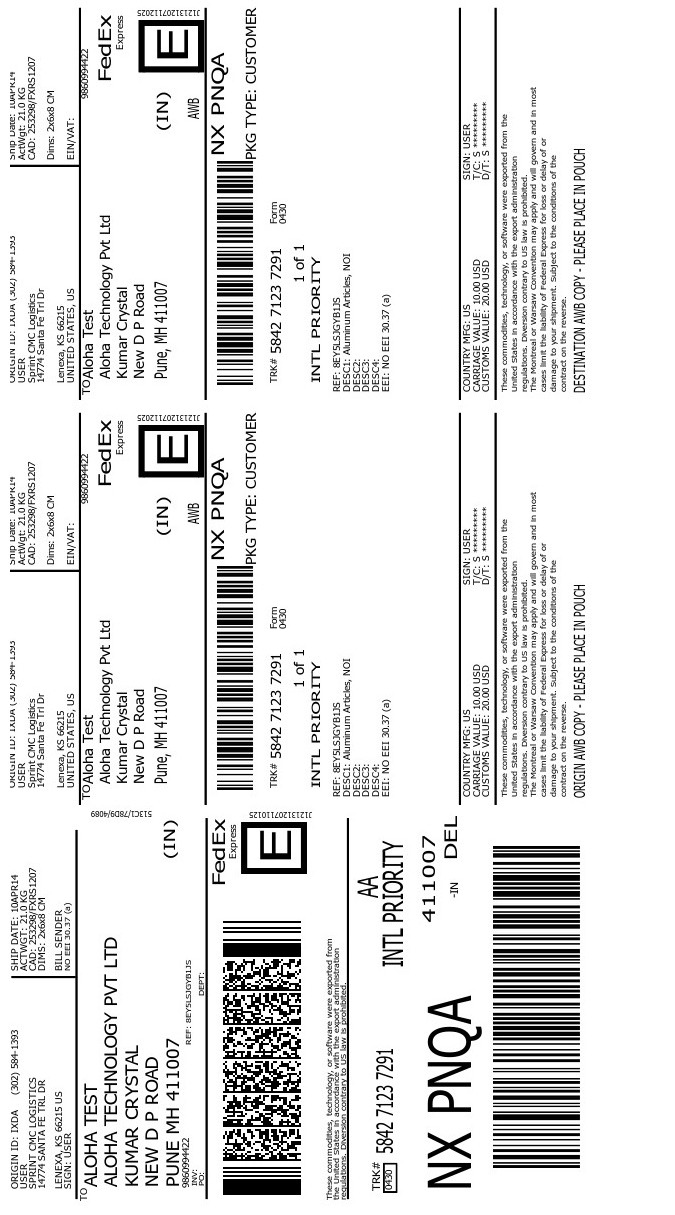 ORIGIN ID: IXDA (302) 584-1393
USER
SPRINT CMC LOGISTICS
14774 SANTA FE TRL DR
LENEXA, KS 66215 US
SIGN: USER
SHIP DATE: 10APR14
ACTWGT: 21.0 KG
CAD: 253298/FXRS1207
DIMS: 2x6x8 CM
BILL SENDER
NO EEI 30.37 (a)
TO
ALOHA TEST
ALOHA TECHNOLOGY PVT LTD
KUMAR CRYSTAL
NEW D P ROAD
PUNE MH 411007
(IN)
9860994422
REF: 8EYSLSJGYB1JS
INV:
PO:
DEPT:
513C1/78D9/4089
FedEx
Express
E
J12131207110125
These commodities, technology, or software were exported from
the United States in accordance with the export administration
regulations. Diversion contrary to US law is prohibited.
AA
INTL PRIORITY
TRK#
0430
5842 7123 7291
411007
-IN
DEL
NX PNQA
ORIGIN ID: IXDA (302) 584-1393
USER
Sprint CMC Logistics
14774 Santa Fe Trl Dr
Lenexa, KS 66215
UNITED STATES, US
Ship Date: 10APR14
ActWgt: 21.0 KG
CAD: 253298/FXRS1207
Dims: 2x6x8 CM
EIN/VAT:
TO
Aloha Test
9860994422
Aloha Technology Pvt Ltd
Kumar Crystal
New D P Road
Pune, MH 411007
(IN)
FedEx
Express
E
J12131207112025
AWB
NX PNQA
PKG TYPE: CUSTOMER
TRK# 5842 7123 7291
Form
0430
1 of 1
INTL PRIORITY
REF: 8EYSLSJGYB1JS
DESC1: Aluminum Articles, NOI
DESC2:
DESC3:
DESC4:
EEI: NO EEI 30.37 (a)
COUNTRY MFG: US
CARRIAGE VALUE: 10.00 USD
CUSTOMS VALUE: 20.00 USD
SIGN: USER
T/C: S *********
D/T: S *********
These commodities, technology, or software were exported from the
United States in accordance with the export administration
regulations. Diversion contrary to US law is prohibited.
The Montreal or Warsaw Convention may apply and will govern and in most
cases limit the liability of Federal Express for loss or delay of or
damage to your shipment. Subject to the conditions of the
contract on the reverse.
ORIGIN AWB COPY - PLEASE PLACE IN POUCH
ORIGIN ID: IXDA (302) 584-1393
USER
Sprint CMC Logistics
14774 Santa Fe Trl Dr
Lenexa, KS 66215
UNITED STATES, US
Ship Date: 10APR14
ActWgt: 21.0 KG
CAD: 253298/FXRS1207
Dims: 2x6x8 CM
EIN/VAT:
TO
Aloha Test
9860994422
Aloha Technology Pvt Ltd
Kumar Crystal
New D P Road
Pune, MH 411007
(IN)
FedEx
Express
E
J12131207112025
AWB
NX PNQA
PKG TYPE: CUSTOMER
TRK# 5842 7123 7291
Form
0430
1 of 1
INTL PRIORITY
REF: 8EYSLSJGYB1JS
DESC1: Aluminum Articles, NOI
DESC2:
DESC3:
DESC4:
EEI: NO EEI 30.37 (a)
COUNTRY MFG: US
CARRIAGE VALUE: 10.00 USD
CUSTOMS VALUE: 20.00 USD
SIGN: USER
T/C: S *********
D/T: S *********
These commodities, technology, or software were exported from the
United States in accordance with the export administration
regulations. Diversion contrary to US law is prohibited.
The Montreal or Warsaw Convention may apply and will govern and in most
cases limit the liability of Federal Express for loss or delay of or
damage to your shipment. Subject to the conditions of the
contract on the reverse.
DESTINATION AWB COPY - PLEASE PLACE IN POUCH